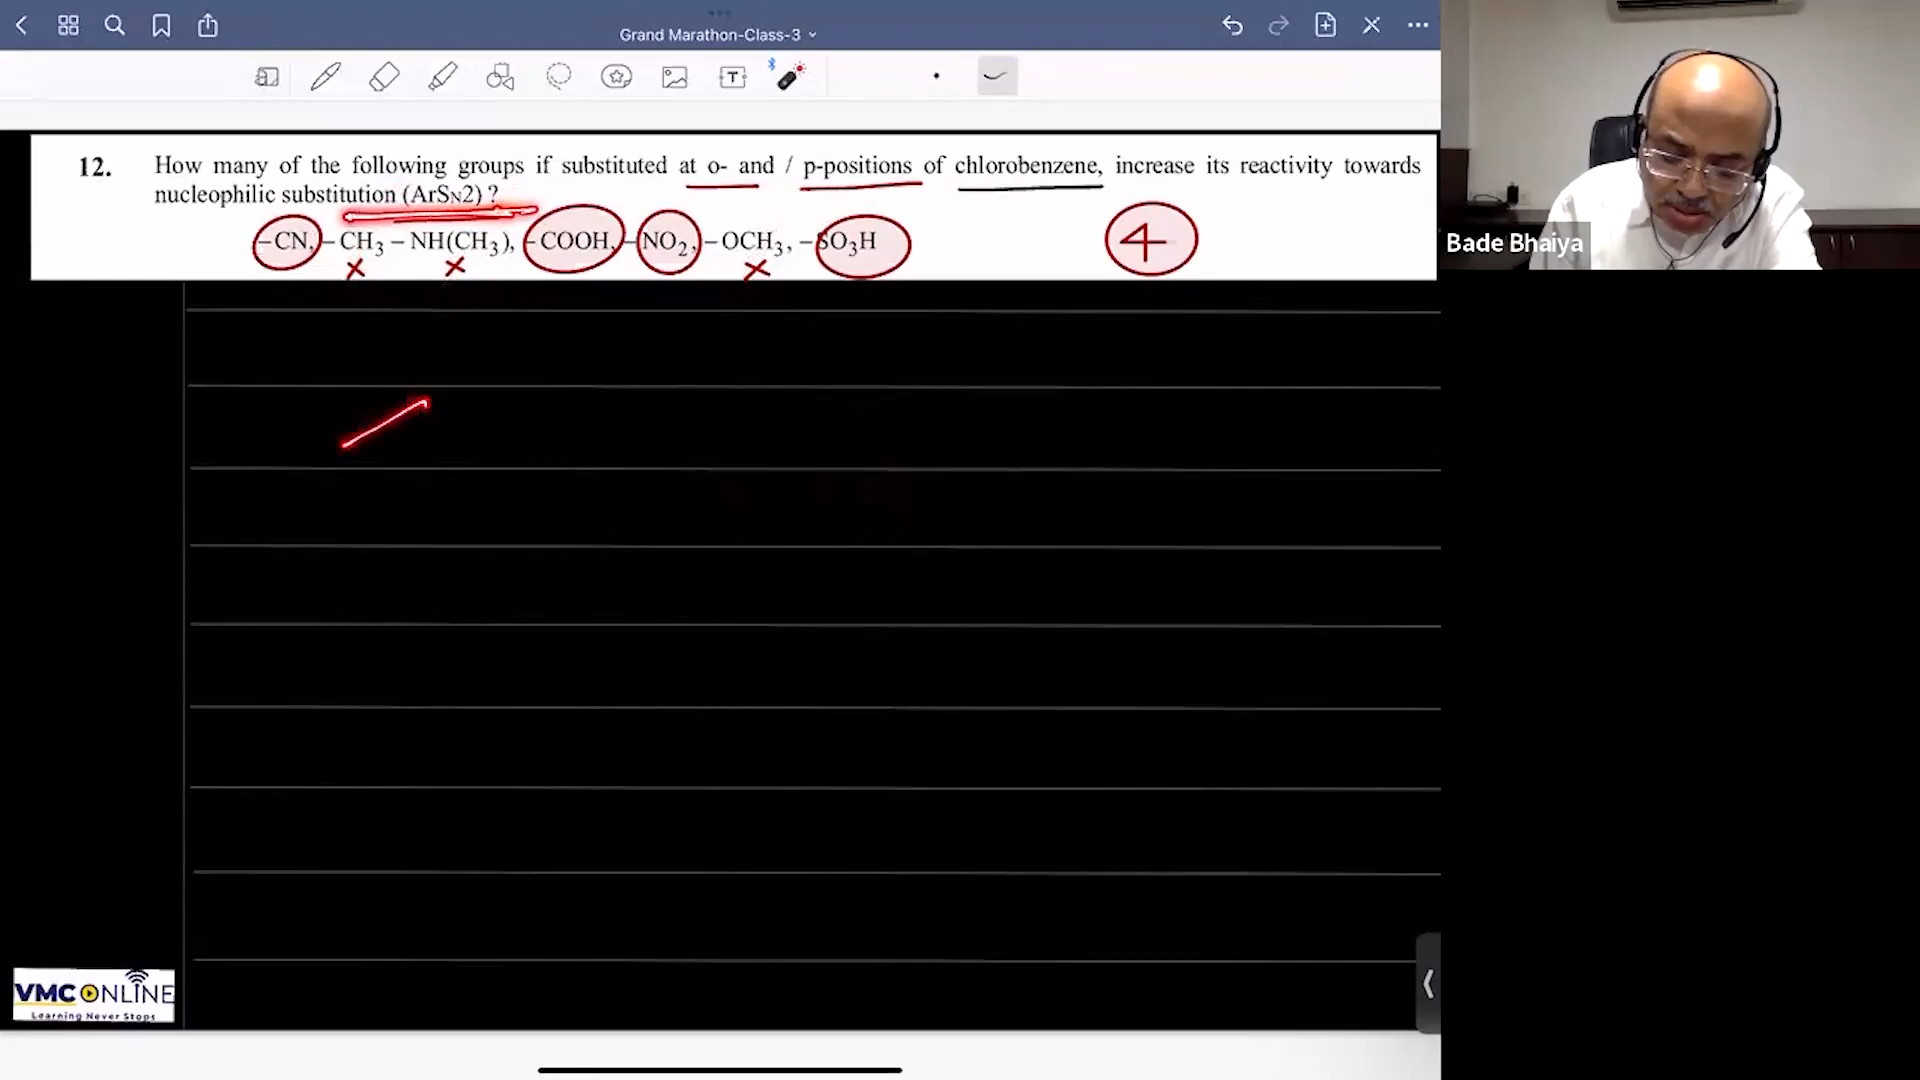 Grand Marathon-Class-3
T
12. How many of the following groups if substituted at o- and / p-positions of chlorobenzene, increase its reactivity towards
nucleophilic substitution (ArSN2) ?
–CN, –CH3 – NH(CH3), –COOH, –NO2, –OCH3, –SO3H
4
Bade Bhaiya
VMC ONLINE
Learning Never Stops